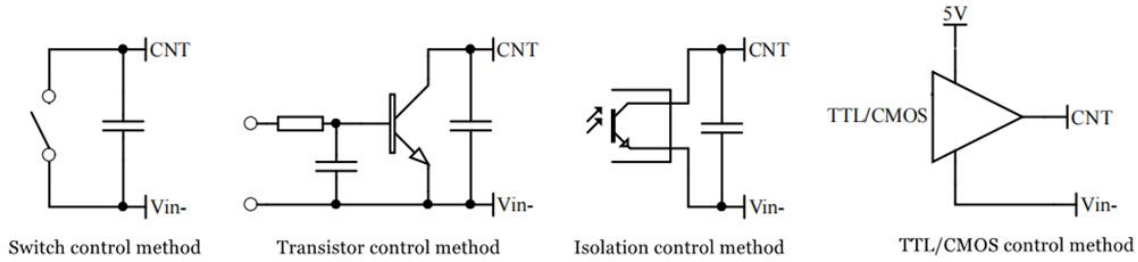 5V
CNT
CNT
CNT
TTL/CMOS
CNT
Vin-
Vin-
Vin-
Vin-
Switch control method
Transistor control method
Isolation control method
TTL/CMOS control method